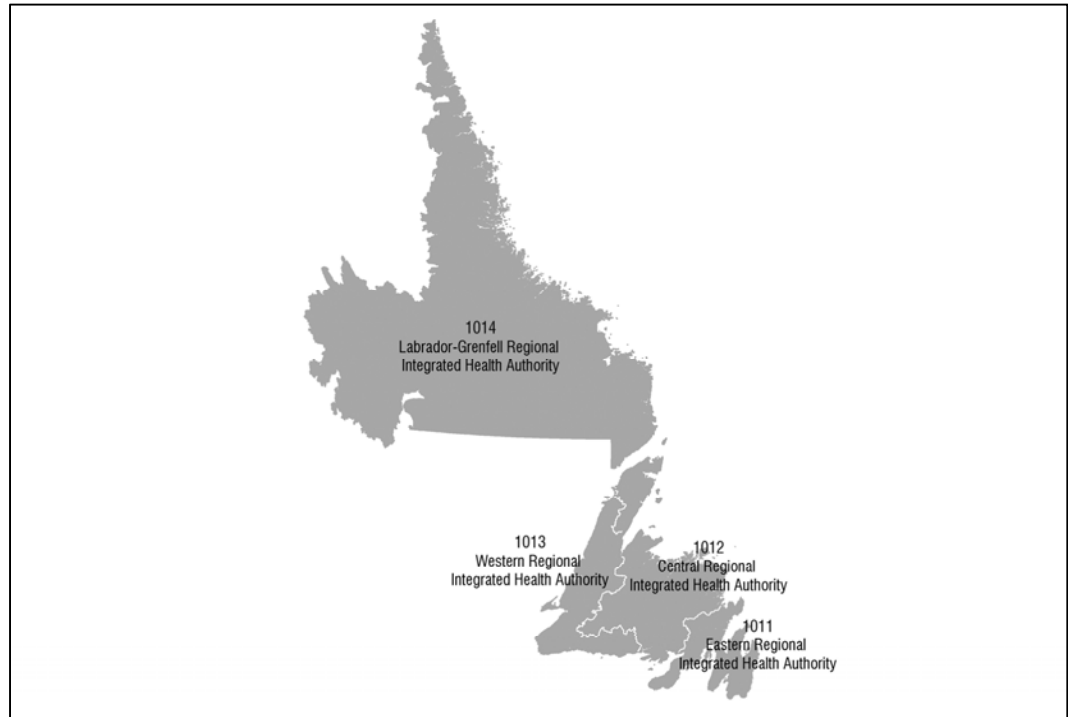 1014
Labrador-Grenfell Regional
Integrated Health Authority
1013
Western Regional
Integrated Health Authority
1012
Central Regional
Integrated Health Authority
1011
Eastern Regional
Integrated Health Authority